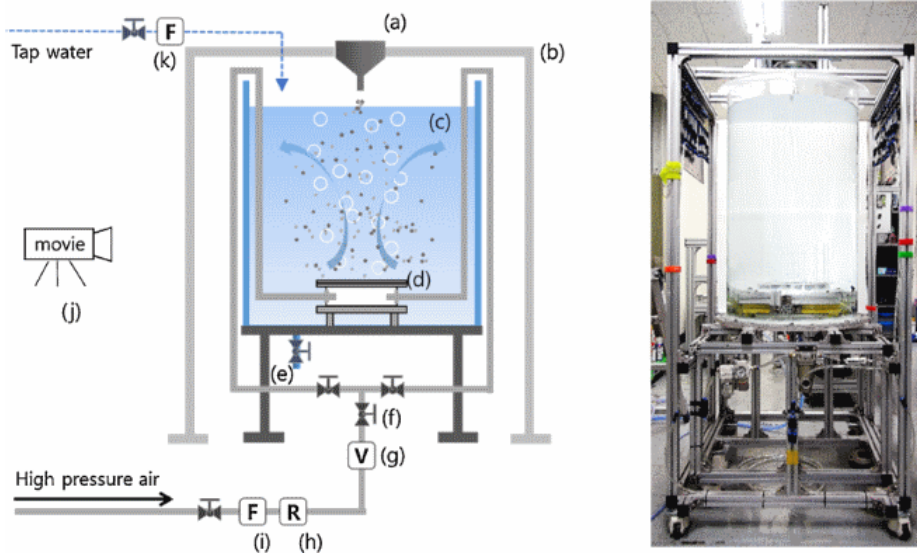 (a)
F
Tap water
(k)
(b)
(c)
movie
(j)
(d)
(e)
(f)
V
(g)
High pressure air
F
R
(i)
(h)